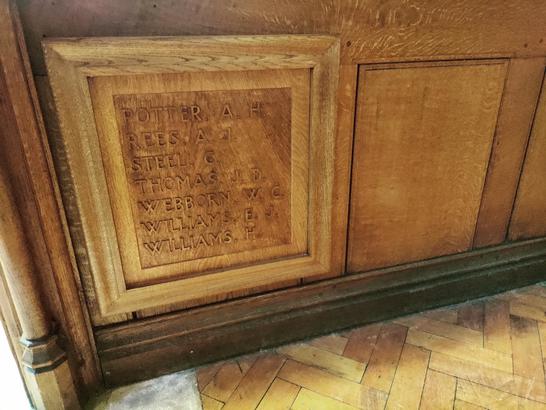 POTTER. A. H
REES. A. J.
STEEL. G.
THOMAS. J. D.
WEBBORN. W. C.
WILLIAMS. E. J.
WILLIAMS. H.